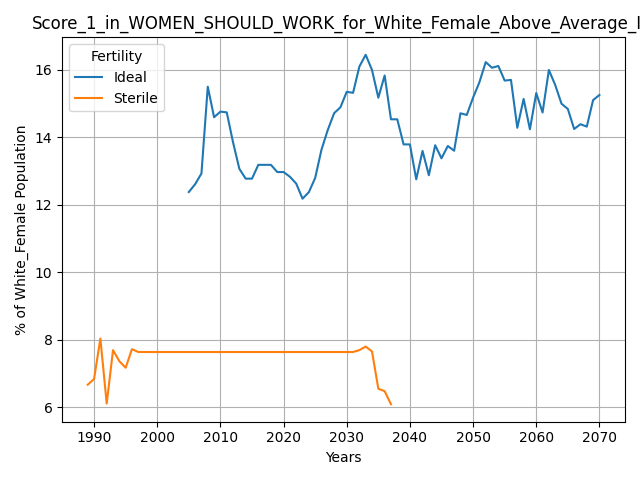 Score_1_in_WOMEN_SHOULD_WORK_for_White_Female_Above_Average_I
Fertility
Ideal
Sterile
% of White_Female Population
16
14
12
10
8
6
1990 2000 2010 2020 2030 2040 2050 2060 2070
Years